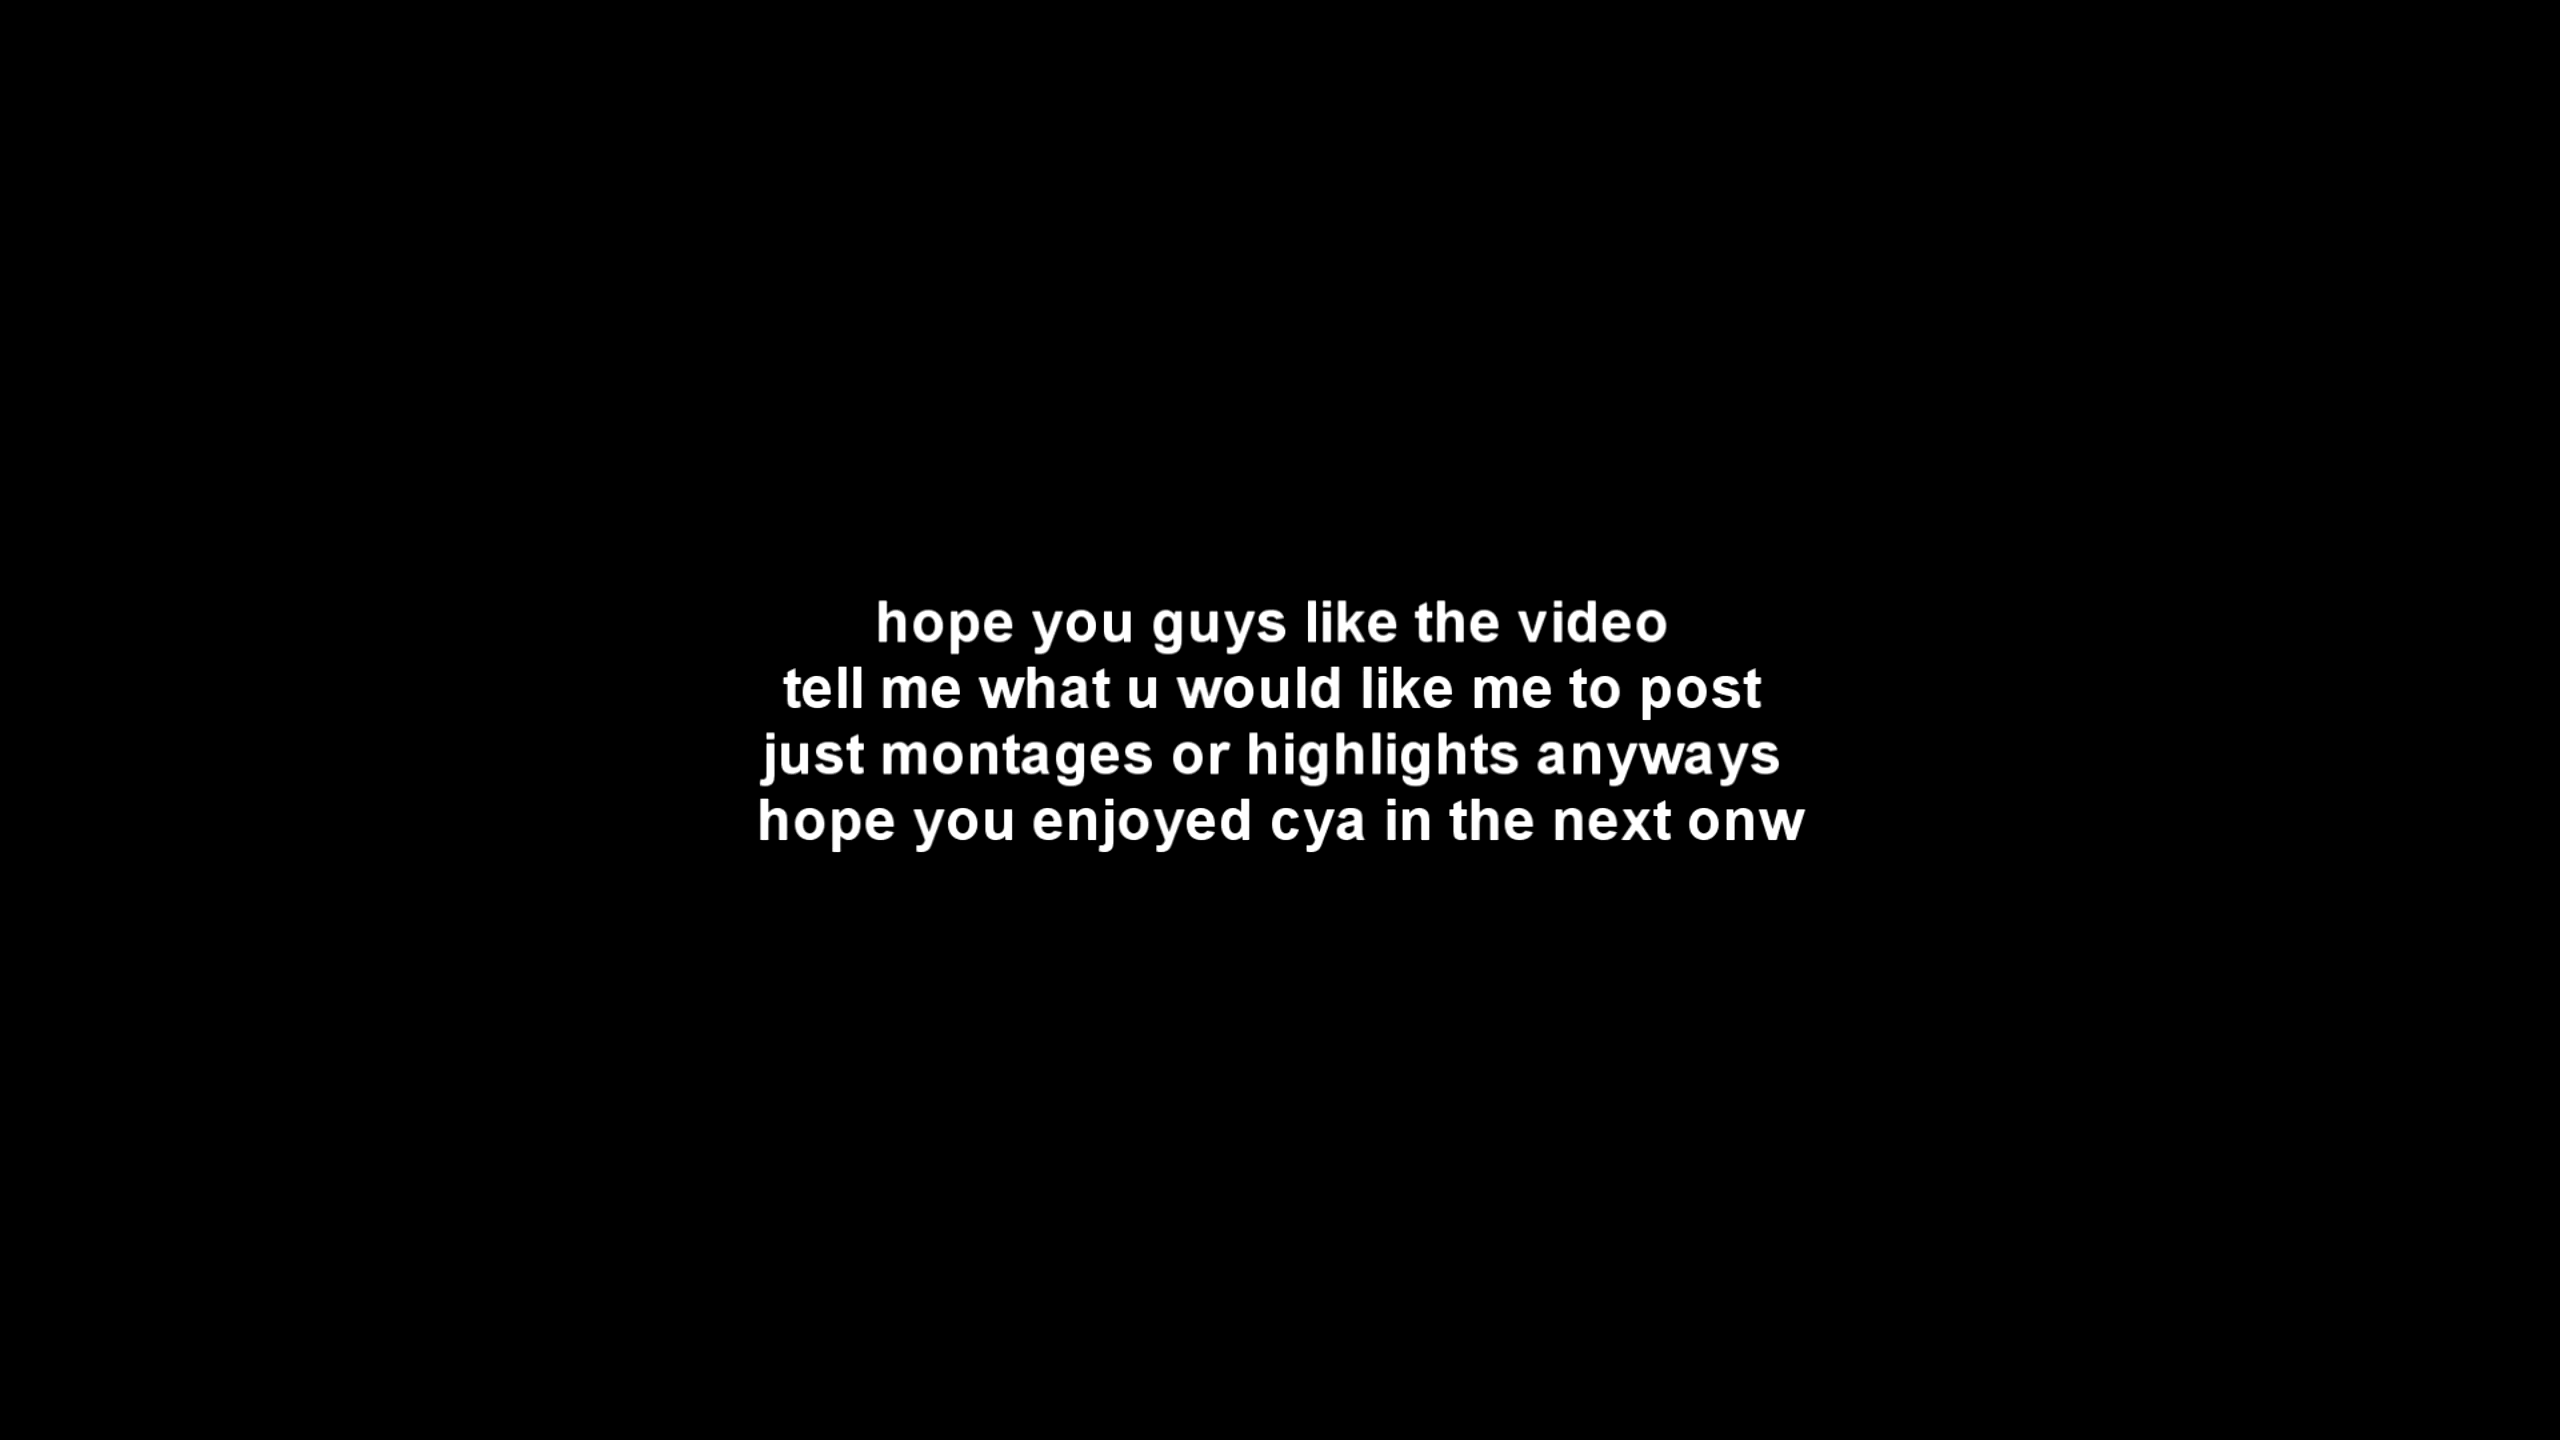 hope you guys like the video
tell me what u would like me to post
just montages or highlights anyways
hope you enjoyed cya in the next onw